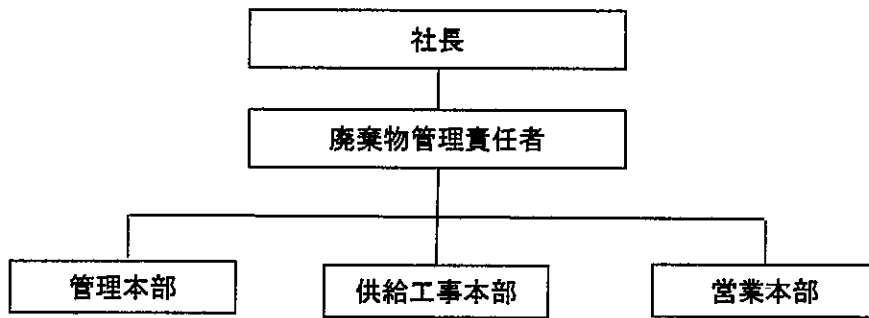 社長
廃棄物管理責任者
管理本部
供給工事本部
営業本部